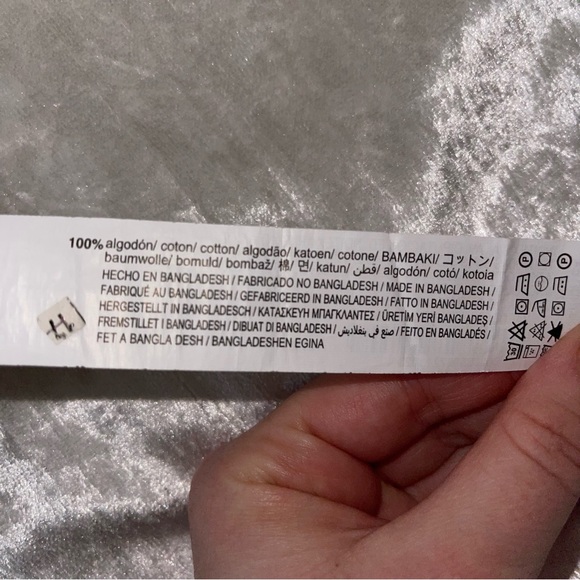 100% algodón/ coton/ cotton/ algodão/ katoen/ cotone/ ΒΑΜΒΑΚΙ/ コットン/
baumwolle/ bomuld/ bombaž/ 棉/ 면/ katun/ قطن/ algodón/ cotó/ kotoia
HECHO EN BANGLADESH / FABRICADO NO BANGLADESH / MADE IN BANGLADESH /
FABRIQUÉ AU BANGLADESH / GEFABRICEERD IN BANGLADESH / FATTO IN BANGLADESH /
HERGESTELLT IN BANGLADESCH / ΚΑΤΑΣΚΕΥΗ ΜΠΑΓΚΛΑΝΤΕΣ / ÜRETİM YERİ BANGLADEŞ /
FREMSTILLET I BANGLADESH / DIBUAT DI BANGLADESH / صنع في بنغلاديش / FEITO EN BANGLADÉS /
FET A BANGLA DESH / BANGLADESHEN EGINA
H